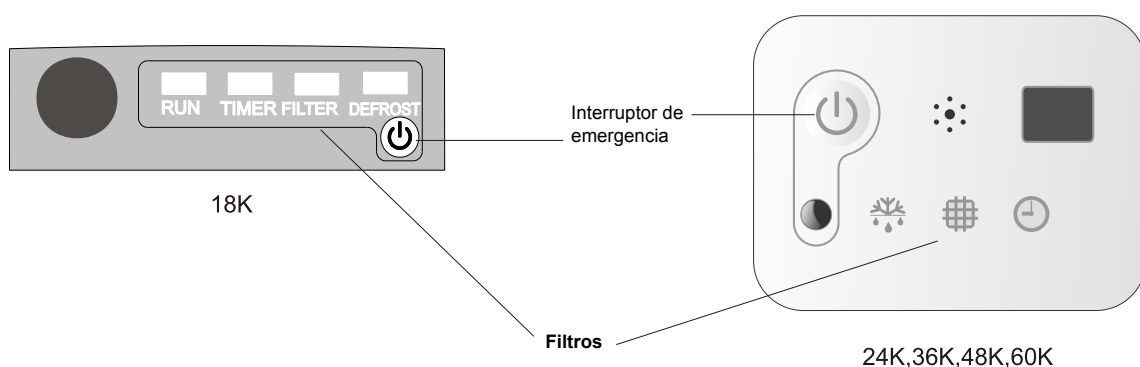 RUN TIMER FILTER DEFROST
18K
Interruptor de
emergencia
Filtros
24K,36K,48K,60K